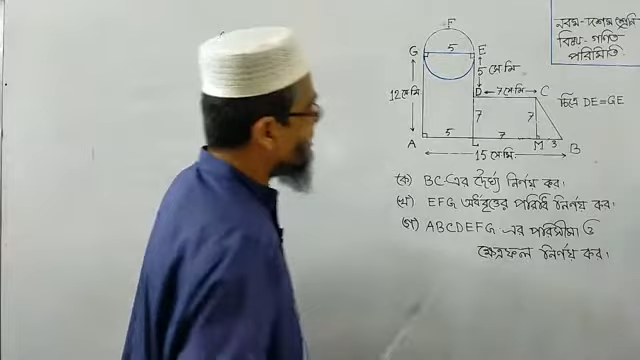 নবম-দশম শ্রেণি
বিষয়-গণিত
পরিমিতি
F
G 5 E
5 সে.মি
12 সে.মি
D 7 সে.মি C
চিত্রে DE=GE
7 7
A 5 L 7 M 3 B
15 সে.মি.
(ক) BC এর দৈর্ঘ্য নির্ণয় কর।
(খ) EFG অর্ধবৃত্তের পরিধি নির্ণয় কর।
(গ) ABCDEFG এর পরিসীমা ও
ক্ষেত্রফল নির্ণয় কর।